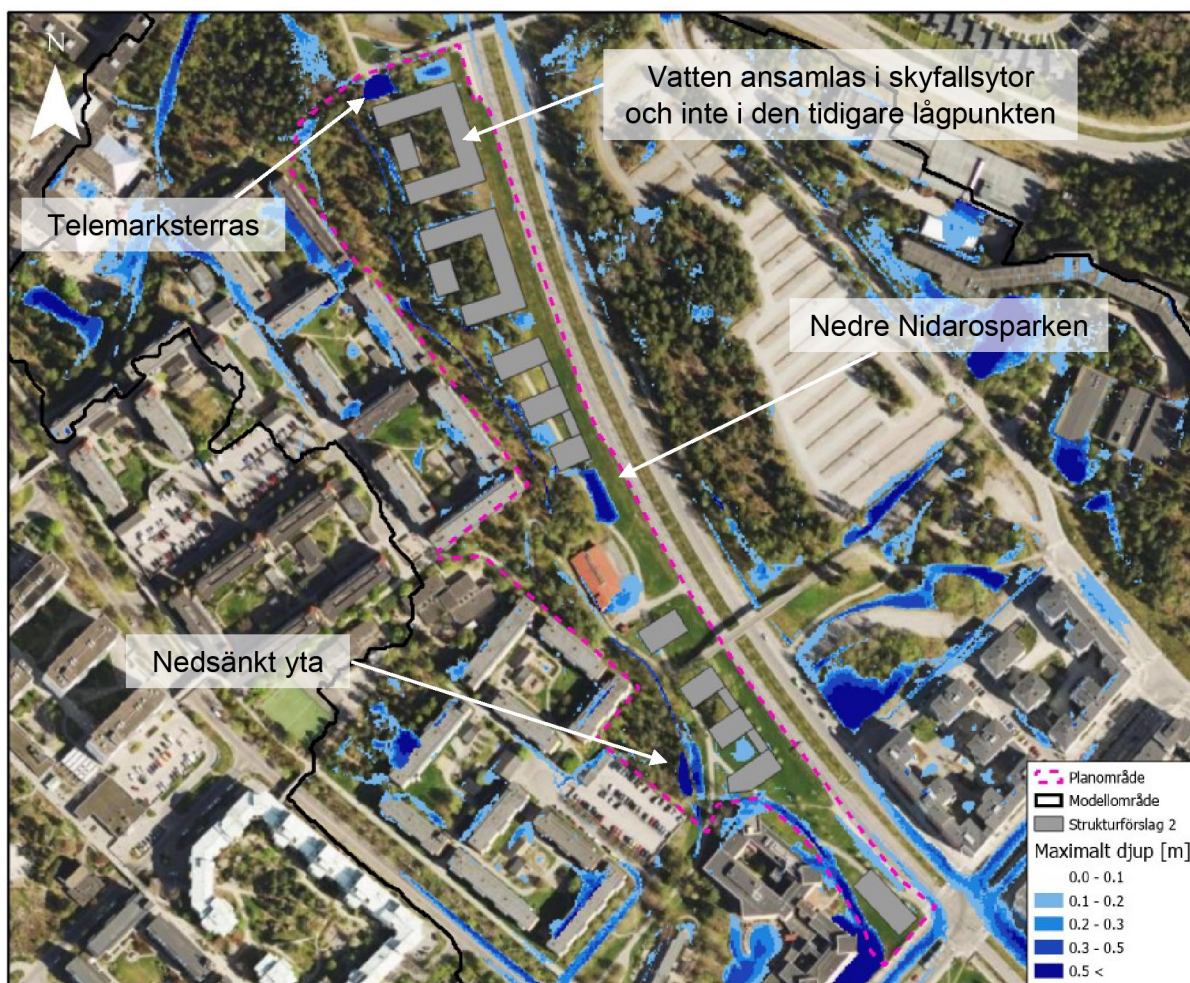 N
Vatten ansamlas i skyfallsytor
och inte i den tidigare lågpunkten
Telemarksterras
Nedre Nidarosparken
Nedsänkt yta
Planområde
Modellområde
Strukturförslag 2
Maximalt djup [m]
0.0 - 0.1
0.1 - 0.2
0.2 - 0.3
0.3 - 0.5
0.5 <